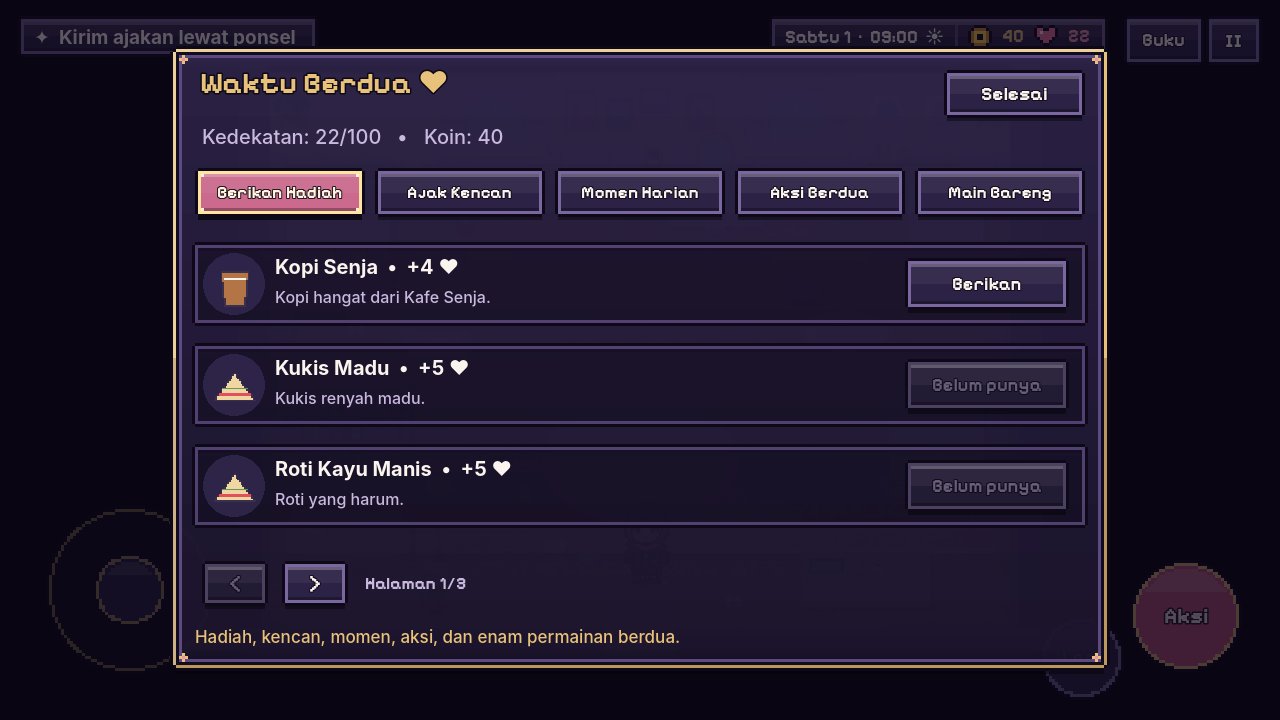 ✦ Kirim ajakan lewat ponsel
Sabtu 1 · 09:00 ☀ 40 22
Buku
II
Waktu Berdua ♥
Selesai
Kedekatan: 22/100 • Koin: 40
Berikan Hadiah
Ajak Kencan
Momen Harian
Aksi Berdua
Main Bareng
Kopi Senja • +4 ♥
Kopi hangat dari Kafe Senja.
Berikan
Kukis Madu • +5 ♥
Kukis renyah madu.
Belum punya
Roti Kayu Manis • +5 ♥
Roti yang harum.
Belum punya
< > Halaman 1/3
Hadiah, kencan, momen, aksi, dan enam permainan berdua.
Aksi